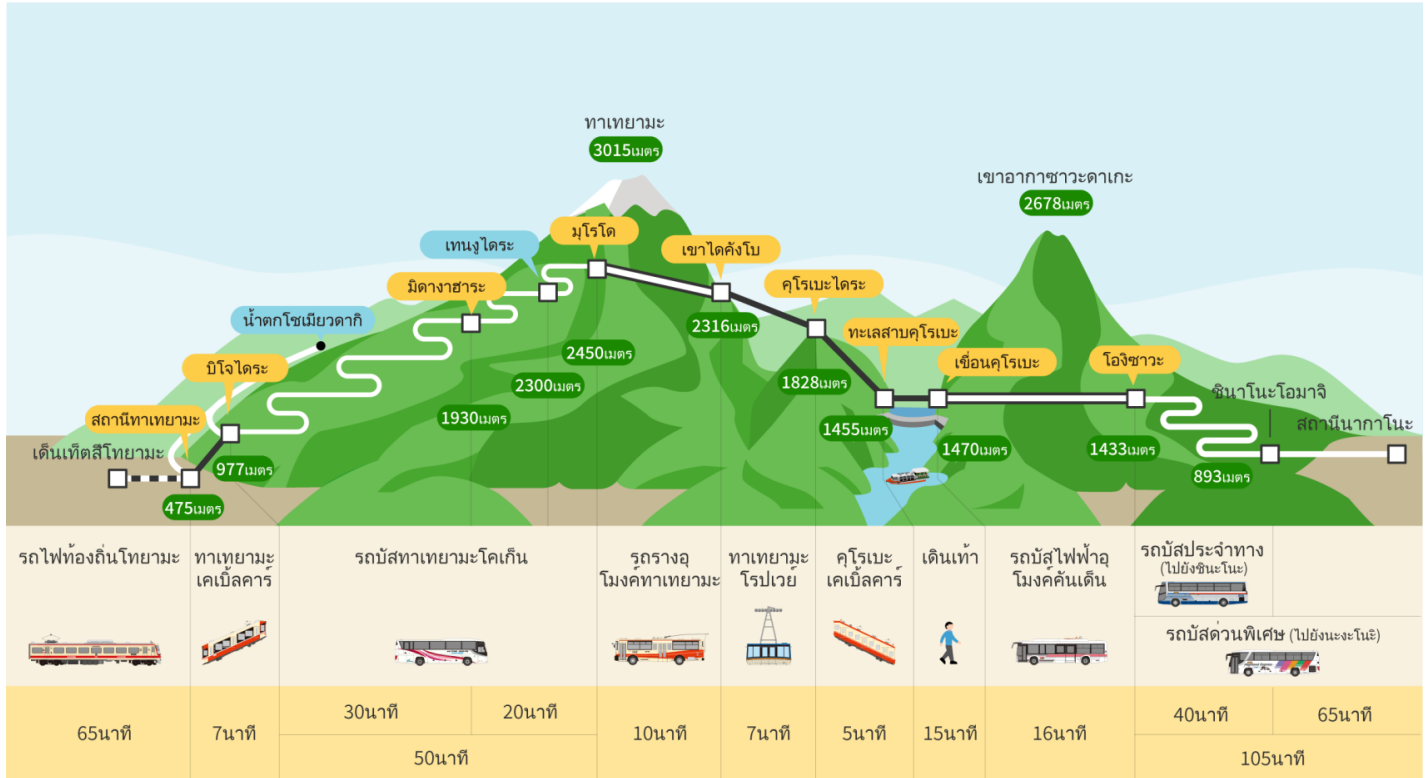 ทาเทยามะ
3015เมตร
เขาอากาซาวะดาเกะ
2678เมตร
มุโรโด
เทนงูไดระ
เขาไดคังโบ
มิดางาฮาระ
คุโรเบะไดระ
น้ำตกโชเมียวดากิ
2316เมตร
ทะเลสาบคุโรเบะ
2450เมตร
เขื่อนคุโรเบะ
โองิซาวะ
บิโจไดระ
1828เมตร
2300เมตร
ชินาโนะโอมาจิ
1930เมตร
สถานีทาเทยามะ
สถานีนากาโนะ
1455เมตร
เด็นเท็ตสึโทยามะ
1470เมตร
1433เมตร
977เมตร
893เมตร
475เมตร
รถไฟท้องถิ่นโทยามะ
ทาเทยามะ
เคเบิ้ลคาร์
รถบัสทาเทยามะโคเก็น
รถรางอุ
โมงค์ทาเทยามะ
ทาเทยามะ
โรปเวย์
คุโรเบะ
เคเบิ้ลคาร์
เดินเท้า
รถบัสไฟฟ้าอุ
โมงค์คันเด็น
รถบัสประจำทาง
(ไปยังชินะโนะ)
รถบัสด่วนพิเศษ (ไปยังนะงะโนะ)
65นาที
7นาที
30นาที
20นาที
50นาที
10นาที
7นาที
5นาที
15นาที
16นาที
40นาที
65นาที
105นาที